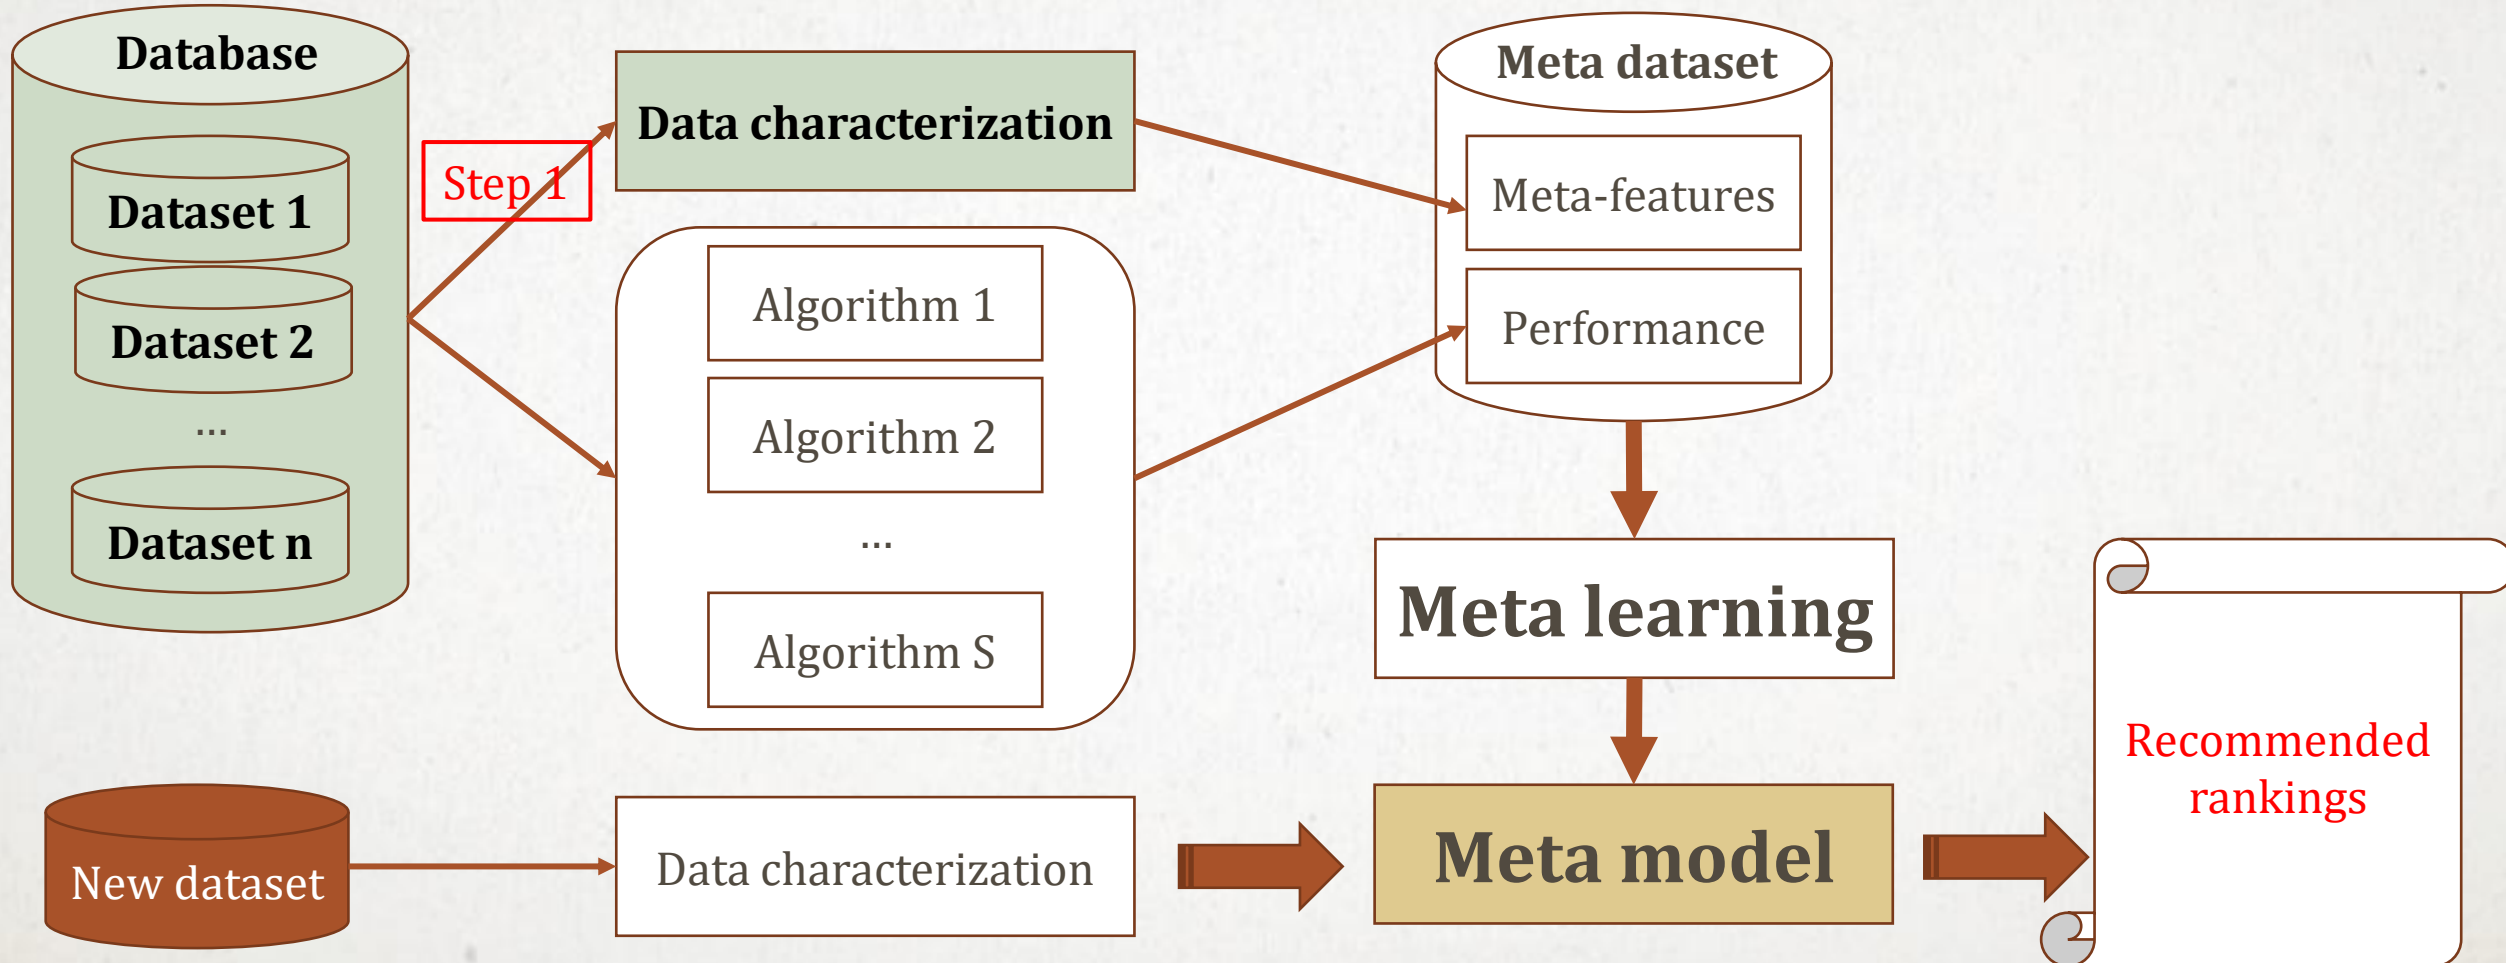 Database
Dataset 1
Dataset 2
...
Dataset n
Step 1
Data characterization
Algorithm 1
Algorithm 2
...
Algorithm S
Meta dataset
Meta-features
Performance
Meta learning
New dataset
Data characterization
Meta model
Recommended
rankings